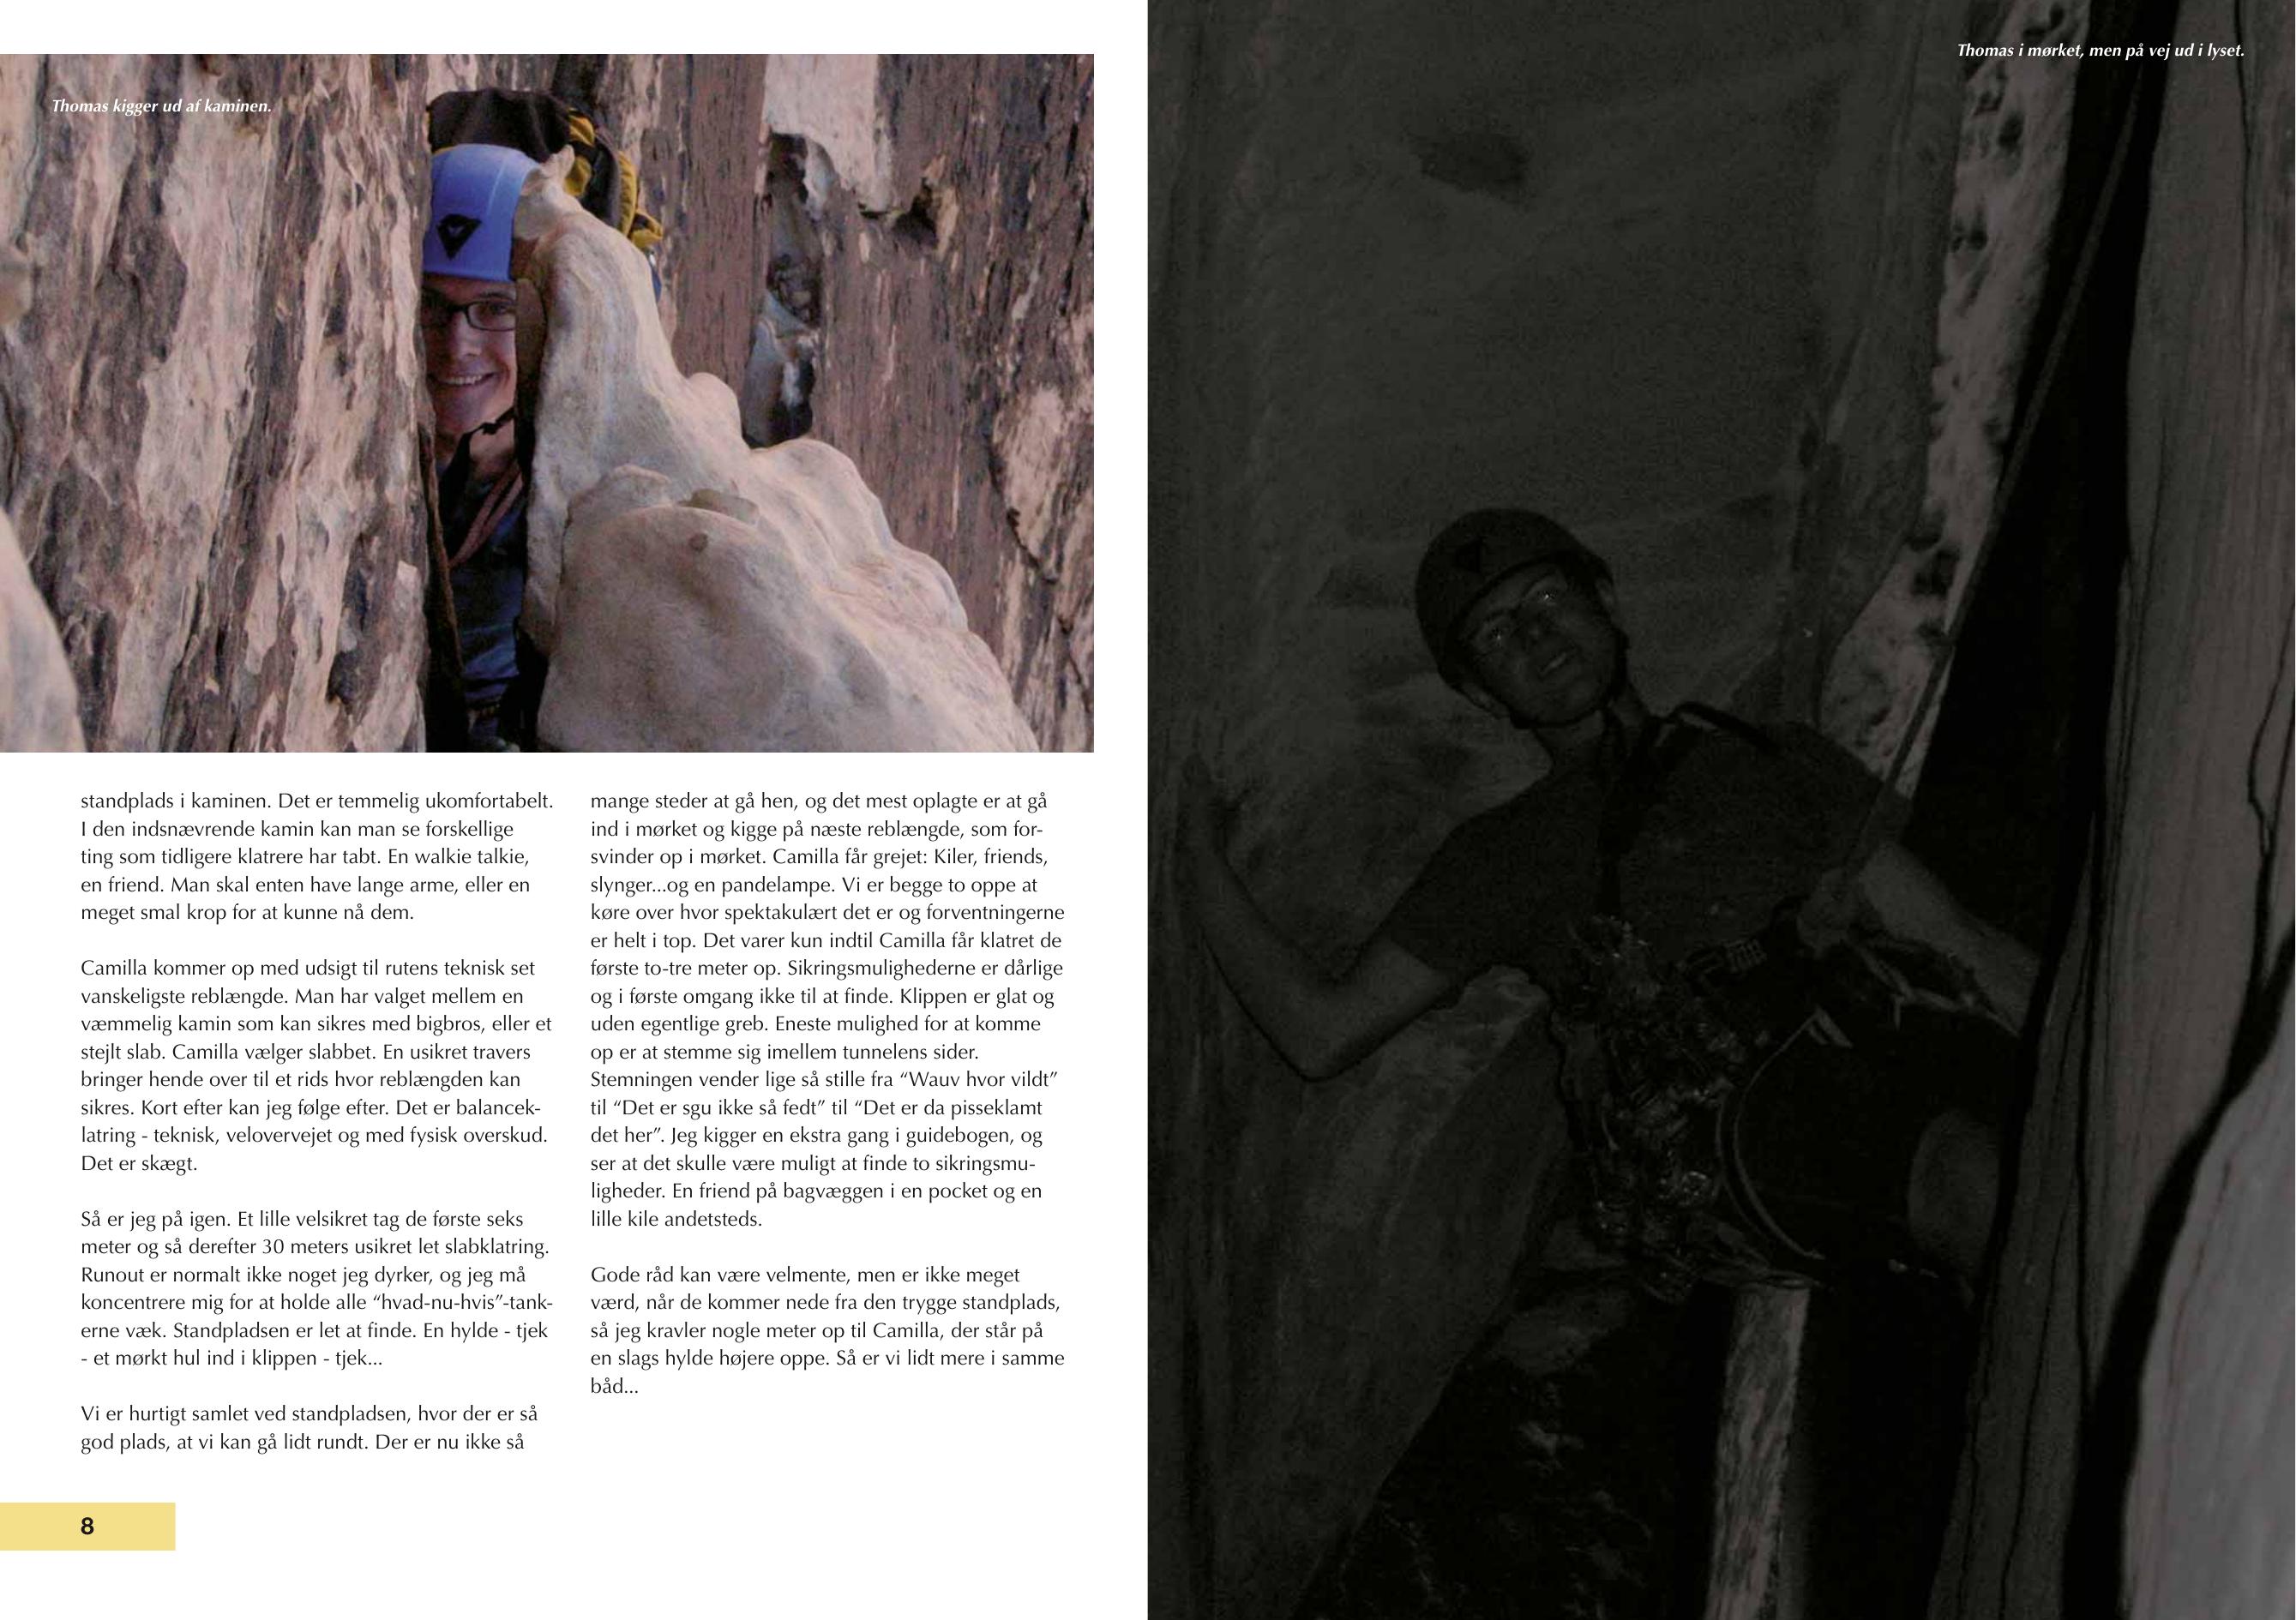 Thomas kigger ud af kaminen.
standplads i kaminen. Det er temmelig ukomfortabelt.
I den indsnævrende kamin kan man se forskellige
ting som tidligere klatrere har tabt. En walkie talkie,
en friend. Man skal enten have lange arme, eller en
meget smal krop for at kunne nå dem.
Camilla kommer op med udsigt til rutens teknisk set
vanskeligste reblængde. Man har valget mellem en
væmmelig kamin som kan sikres med bigbros, eller et
stejlt slab. Camilla vælger slabbet. En usikret travers
bringer hende over til et rids hvor reblængden kan
sikres. Kort efter kan jeg følge efter. Det er balancek-
latring - teknisk, velovervejet og med fysisk overskud.
Det er skægt.
Så er jeg på igen. Et lille velsikret tag de første seks
meter og så derefter 30 meters usikret let slabklatring.
Runout er normalt ikke noget jeg dyrker, og jeg må
koncentrere mig for at holde alle “hvad-nu-hvis”-tank-
erne væk. Standpladsen er let at finde. En hylde - tjek
- et mørkt hul ind i klippen - tjek...
Vi er hurtigt samlet ved standpladsen, hvor der er så
god plads, at vi kan gå lidt rundt. Der er nu ikke så
mange steder at gå hen, og det mest oplagte er at gå
ind i mørket og kigge på næste reblængde, som for-
svinder op i mørket. Camilla får grejet: Kiler, friends,
slynger...og en pandelampe. Vi er begge to oppe at
køre over hvor spektakulært det er og forventningerne
er helt i top. Det varer kun indtil Camilla får klatret de
første to-tre meter op. Sikringsmulighederne er dårlige
og i første omgang ikke til at finde. Klippen er glat og
uden egentlige greb. Eneste mulighed for at komme
op er at stemme sig imellem tunnelens sider.
Stemningen vender lige så stille fra “Wauv hvor vildt”
til “Det er sgu ikke så fedt” til “Det er da pisseklamt
det her”. Jeg kigger en ekstra gang i guidebogen, og
ser at det skulle være muligt at finde to sikringsmu-
ligheder. En friend på bagvæggen i en pocket og en
lille kile andetsteds.
Gode råd kan være velmente, men er ikke meget
værd, når de kommer nede fra den trygge standplads,
så jeg kravler nogle meter op til Camilla, der står på
en slags hylde højere oppe. Så er vi lidt mere i samme
båd...
8
Thomas i mørket, men på vej ud i lyset.